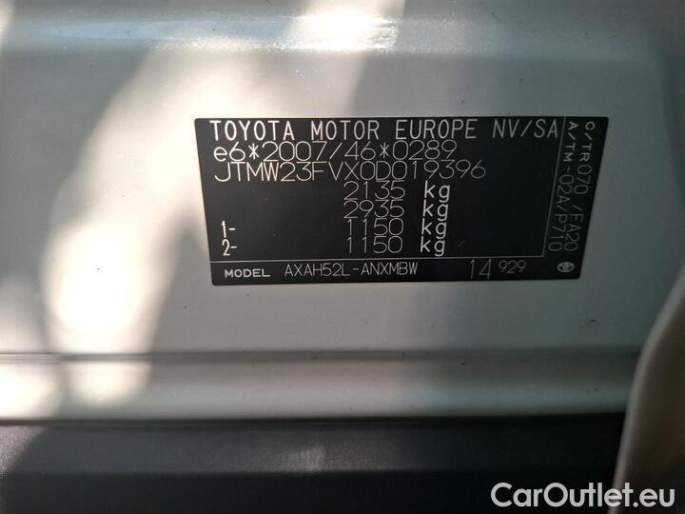 TOYOTA MOTOR EUROPE NV/SA
e6*2007/46*0289
JTMW23FVX0D019396
2135 kg
2935 kg
1- 1150 kg
2- 1150 kg
MODEL AXAH52L-ANXMBW 14 929
C/TR 070 /FA20
A/TM -02A/P710
CarOutlet.eu